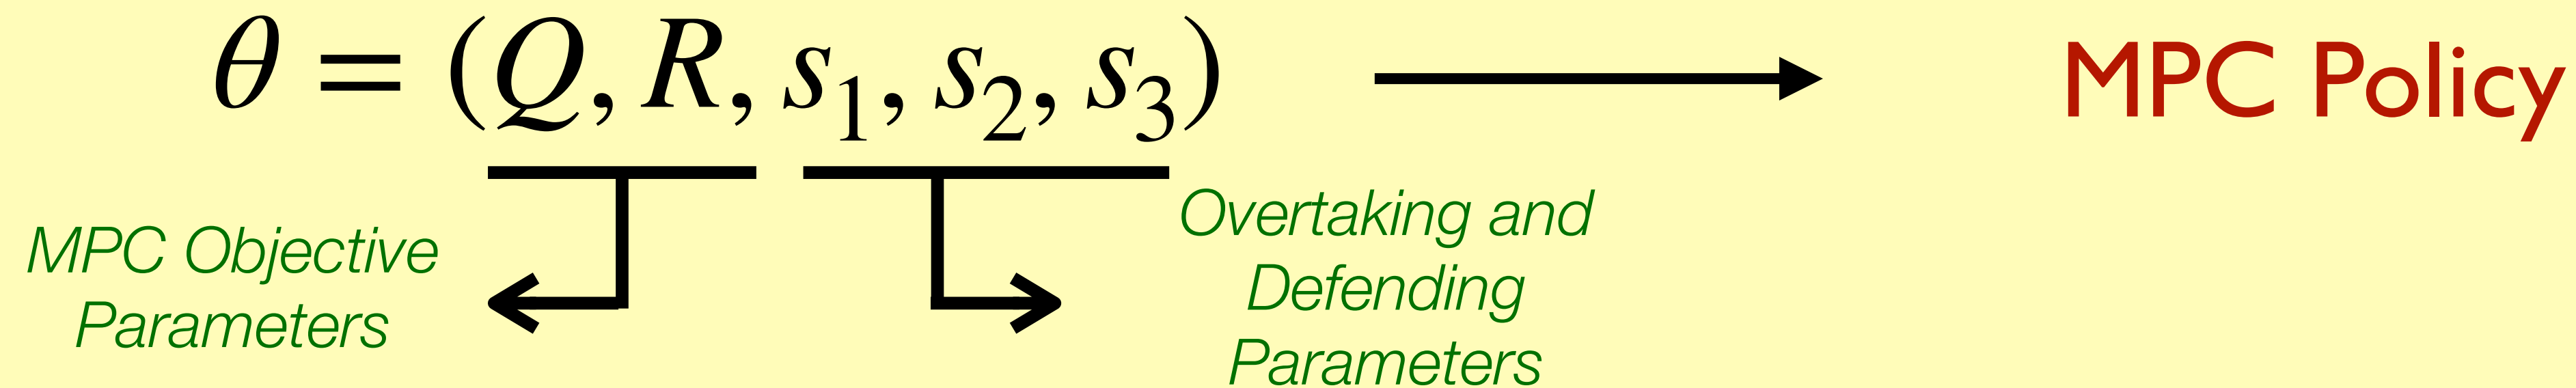 θ = (Q, R, s₁, s₂, s₃) MPC Policy
MPC Objective
Parameters
Overtaking and
Defending
Parameters